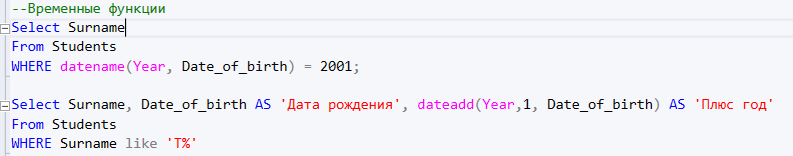 --Временные функции
Select Surname
From Students
WHERE datename(Year, Date_of_birth) = 2001;
Select Surname, Date_of_birth AS 'Дата рождения', dateadd(Year,1, Date_of_birth) AS 'Плюс год'
From Students
WHERE Surname like 'Т%'